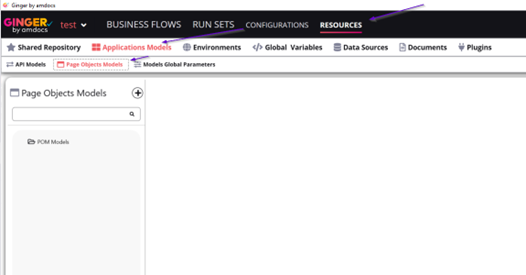 Ginger by amdocs
GINGER by amdocs test BUSINESS FLOWS RUN SETS CONFIGURATIONS RESOURCES
Shared Repository Applications Models Environments Global Variables Data Sources Documents Plugins
API Models Page Objects Models Models Global Parameters
Page Objects Models
POM Models